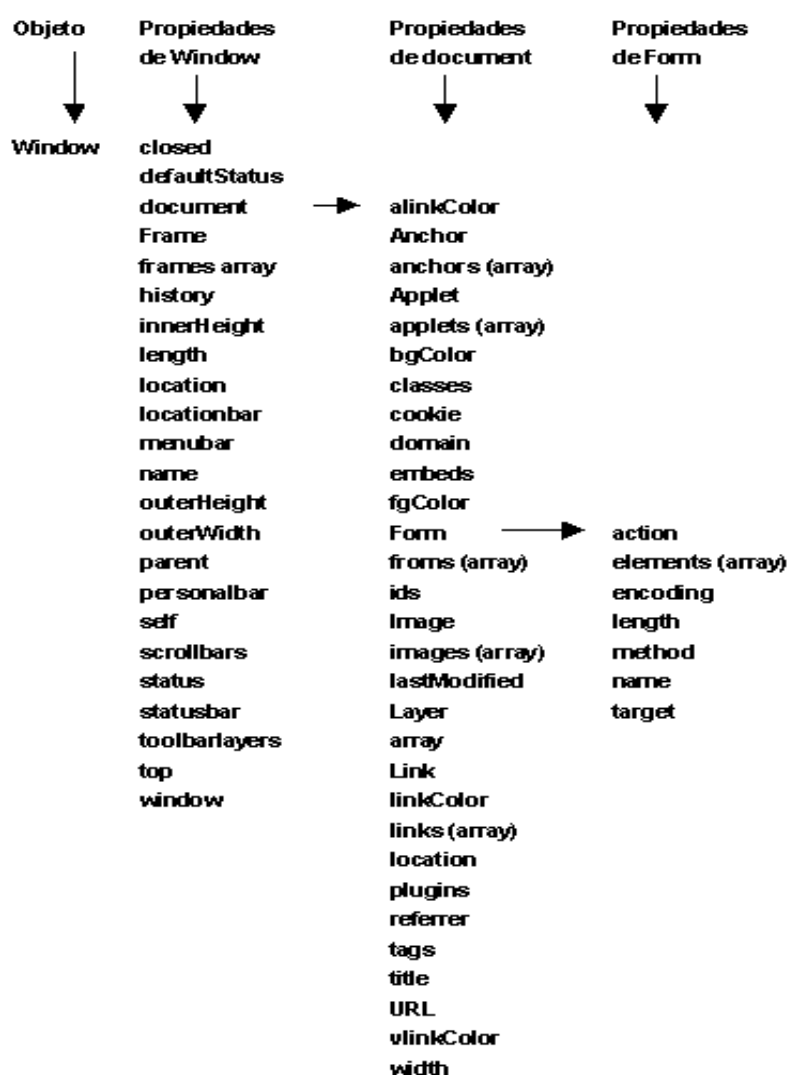 Objeto Propiedades Propiedades Propiedades
de Window de document de Form
Window closed
defaultStatus
document alinkColor
Frame Anchor
frames array anchors (array)
history Applet
innerHeight applets (array)
length bgColor
location classes
locationbar cookie
menubar domain
name embeds
outerHeight fgColor
outerWidth Form action
parent froms (array) elements (array)
personalbar ids encoding
self Image length
scrollbars images (array) method
status lastModified name
statusbar Layer target
toolbarlayers array
top Link
window linkColor
links (array)
location
plugins
referrer
tags
title
URL
vlinkColor
width